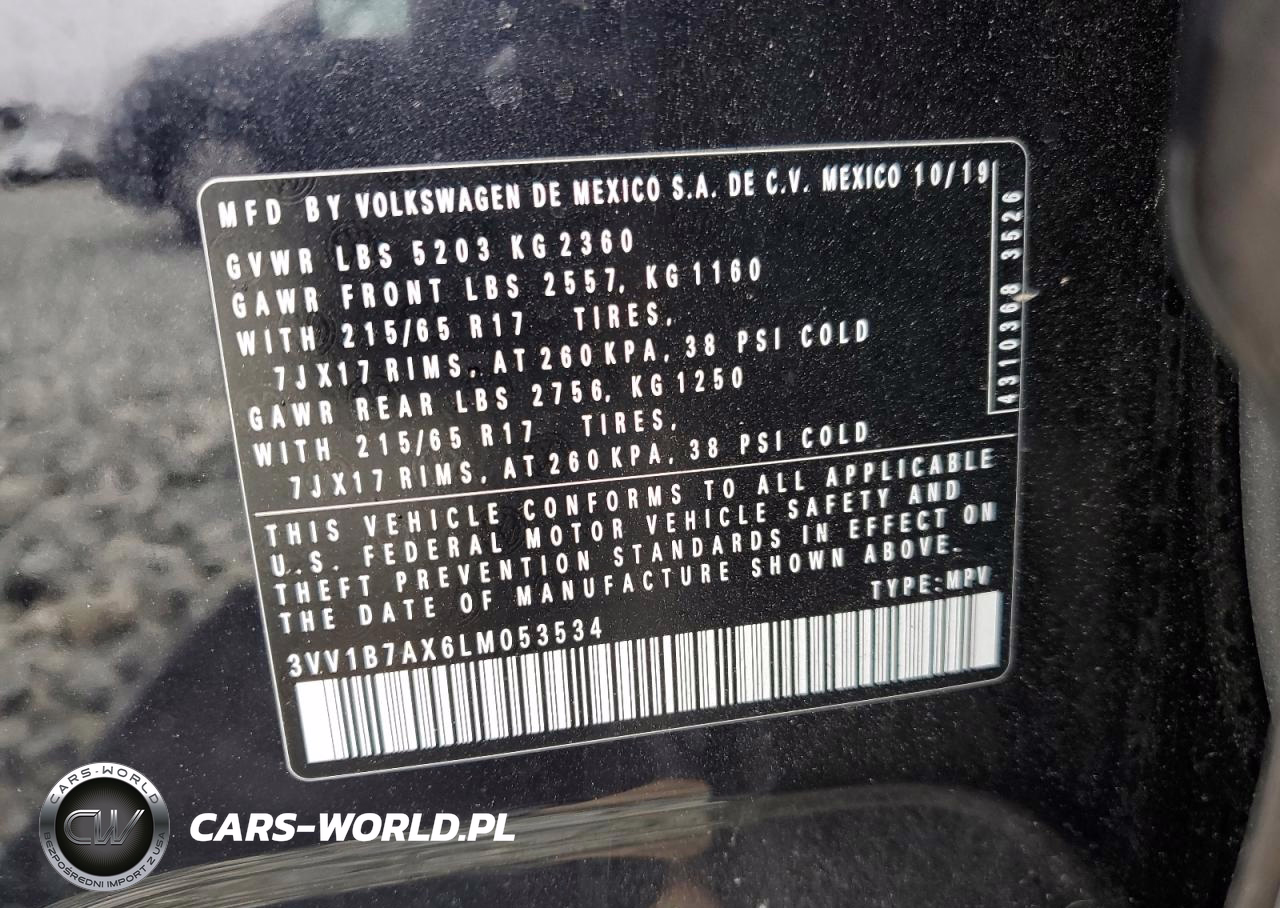 MFD BY VOLKSWAGEN DE MEXICO S.A. DE C.V. MEXICO 10/19
GVWR LBS 5203 KG 2360
GAWR FRONT LBS 2557, KG 1160
WITH 215/65 R17 TIRES,
7JX17 RIMS, AT 260 KPA, 38 PSI COLD
GAWR REAR LBS 2756, KG 1250
WITH 215/65 R17 TIRES,
7JX17 RIMS, AT 260 KPA, 38 PSI COLD
4310368 3526
THIS VEHICLE CONFORMS TO ALL APPLICABLE
U.S. FEDERAL MOTOR VEHICLE SAFETY AND
THEFT PREVENTION STANDARDS IN EFFECT ON
THE DATE OF MANUFACTURE SHOWN ABOVE.
TYPE:MPV
3VV1B7AX6LM053534
CARS-WORLD
CW
BEZPOŚREDNI IMPORT Z USA
CARS-WORLD.PL